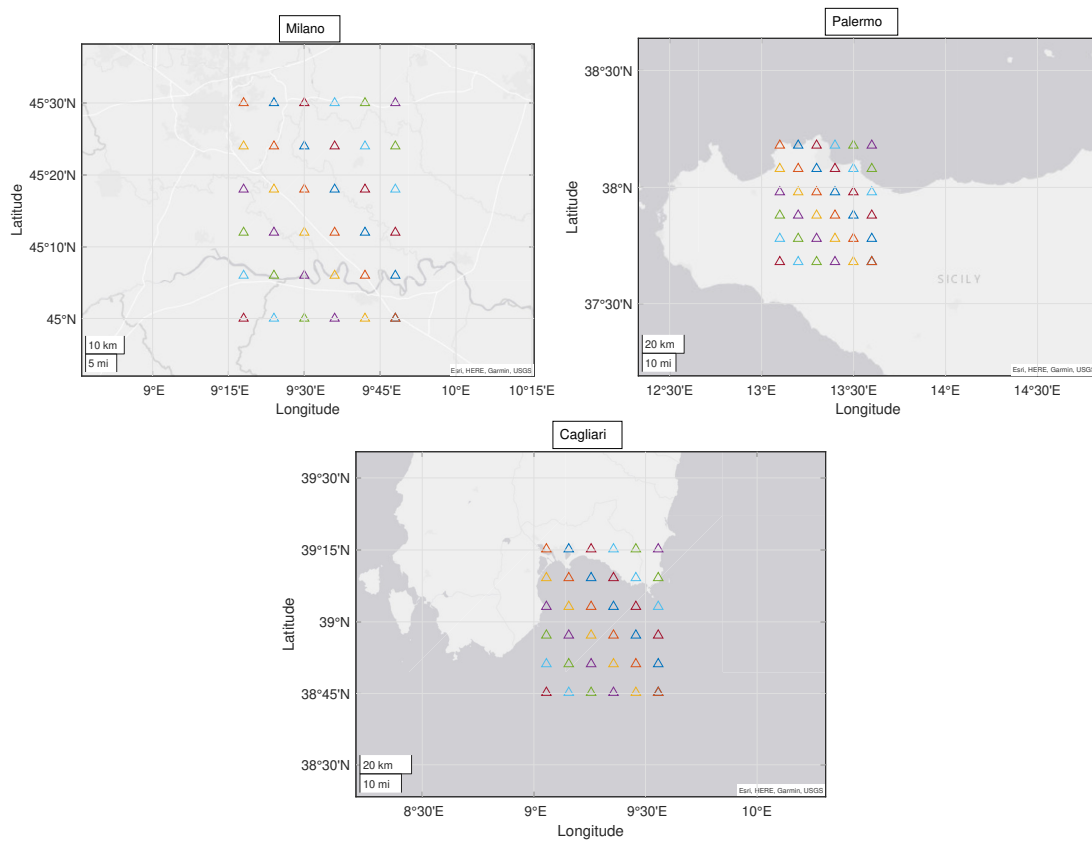 Milano
Latitude
45°30'N
45°20'N
45°10'N
45°N
10 km
5 mi
Esri, HERE, Garmin, USGS
9°E
9°15'E
9°30'E
9°45'E
10°E
10°15'E
Longitude
Palermo
Latitude
38°30'N
38°N
37°30'N
SICILY
20 km
10 mi
Esri, HERE, Garmin, USGS
12°30'E
13°E
13°30'E
14°E
14°30'E
Longitude
Cagliari
Latitude
39°30'N
39°15'N
39°N
38°45'N
38°30'N
20 km
10 mi
Esri, HERE, Garmin, USGS
8°30'E
9°E
9°30'E
10°E
Longitude